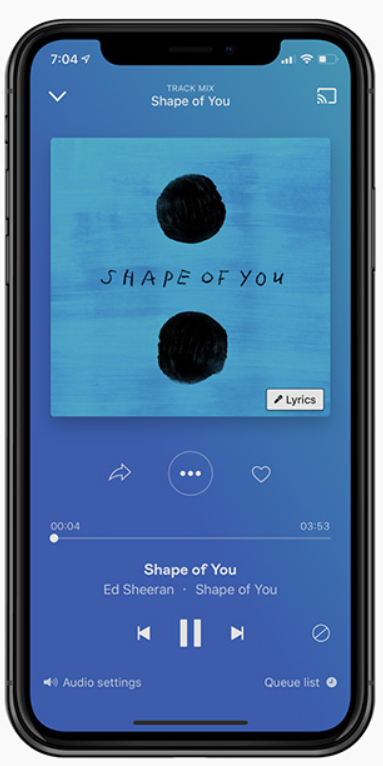 7:04
TRACK MIX
Shape of You
SHAPE OF YOU
Lyrics
00:04 03:53
Shape of You
Ed Sheeran · Shape of You
Audio settings Queue list